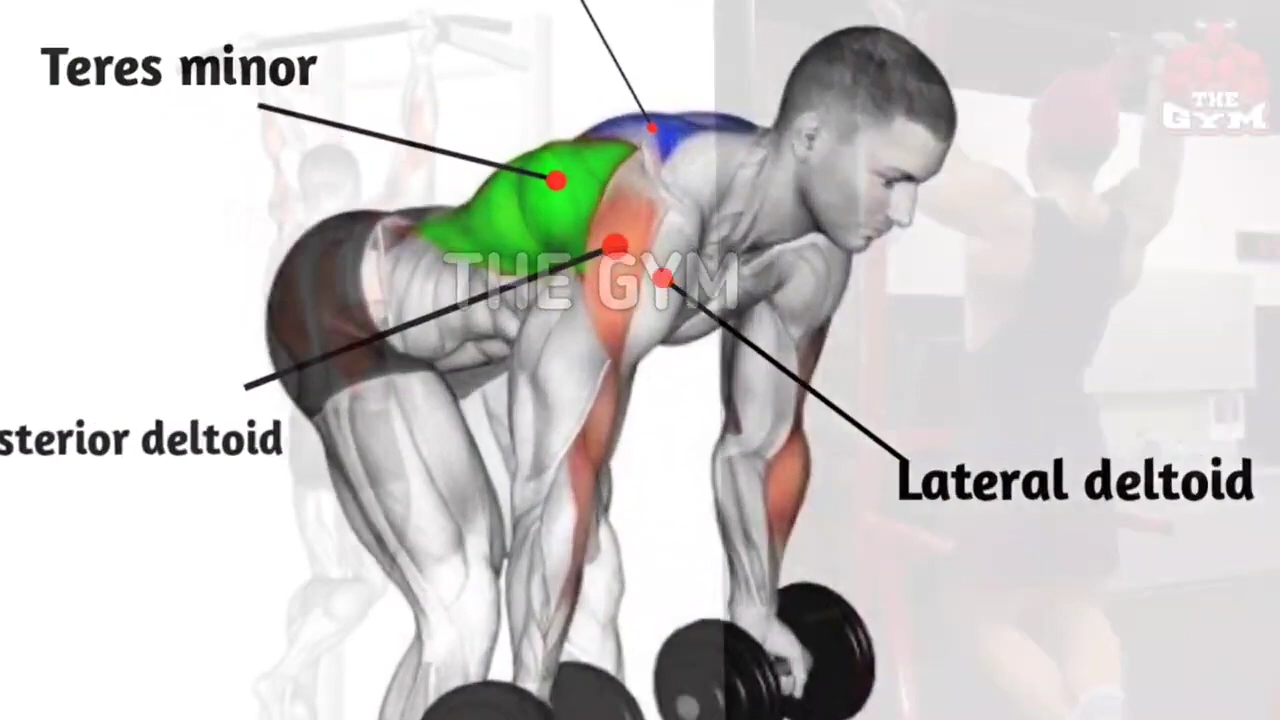 Teres minor
THE
GYM
THE GYM
sterior deltoid
Lateral deltoid